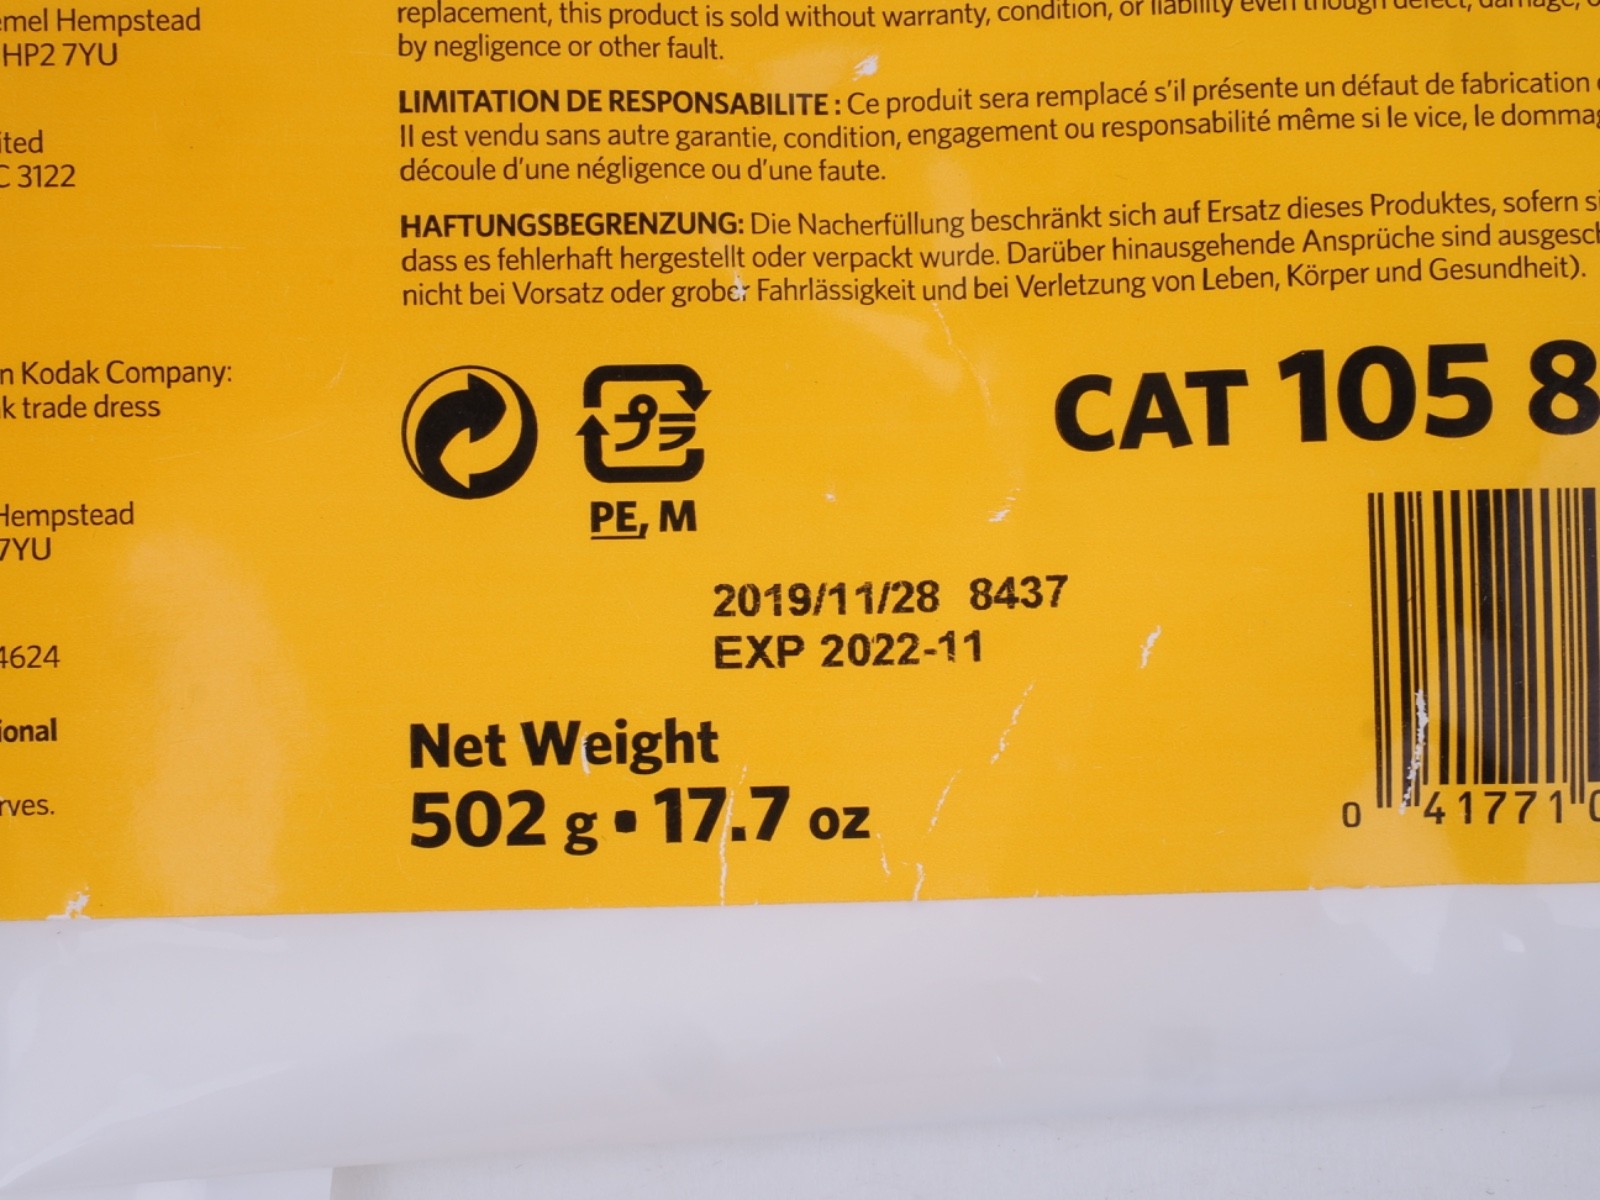 emel Hempstead
HP2 7YU
ited
C 3122
n Kodak Company:
k trade dress
Hempstead
7YU
4624
ional
rves.
replacement, this product is sold without warranty, condition, or liability even though defect, damage,
by negligence or other fault.
LIMITATION DE RESPONSABILITE : Ce produit sera remplacé s'il présente un défaut de fabrication
Il est vendu sans autre garantie, condition, engagement ou responsabilité même si le vice, le dommag
découle d'une négligence ou d'une faute.
HAFTUNGSBEGRENZUNG: Die Nacherfüllung beschränkt sich auf Ersatz dieses Produktes, sofern si
dass es fehlerhaft hergestellt oder verpackt wurde. Darüber hinausgehende Ansprüche sind ausgesch
nicht bei Vorsatz oder grober Fahrlässigkeit und bei Verletzung von Leben, Körper und Gesundheit).
プラ
PE, M
CAT 105 8
2019/11/28 8437
EXP 2022-11
Net Weight
502 g • 17.7 oz
0 41771 0